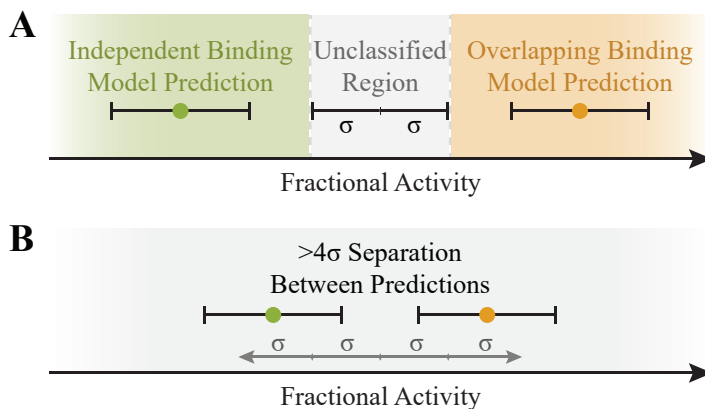 A
Independent Binding
Model Prediction
Unclassified
Region
Overlapping Binding
Model Prediction
σ σ
Fractional Activity
B
>4σ Separation
Between Predictions
σ σ σ σ
Fractional Activity